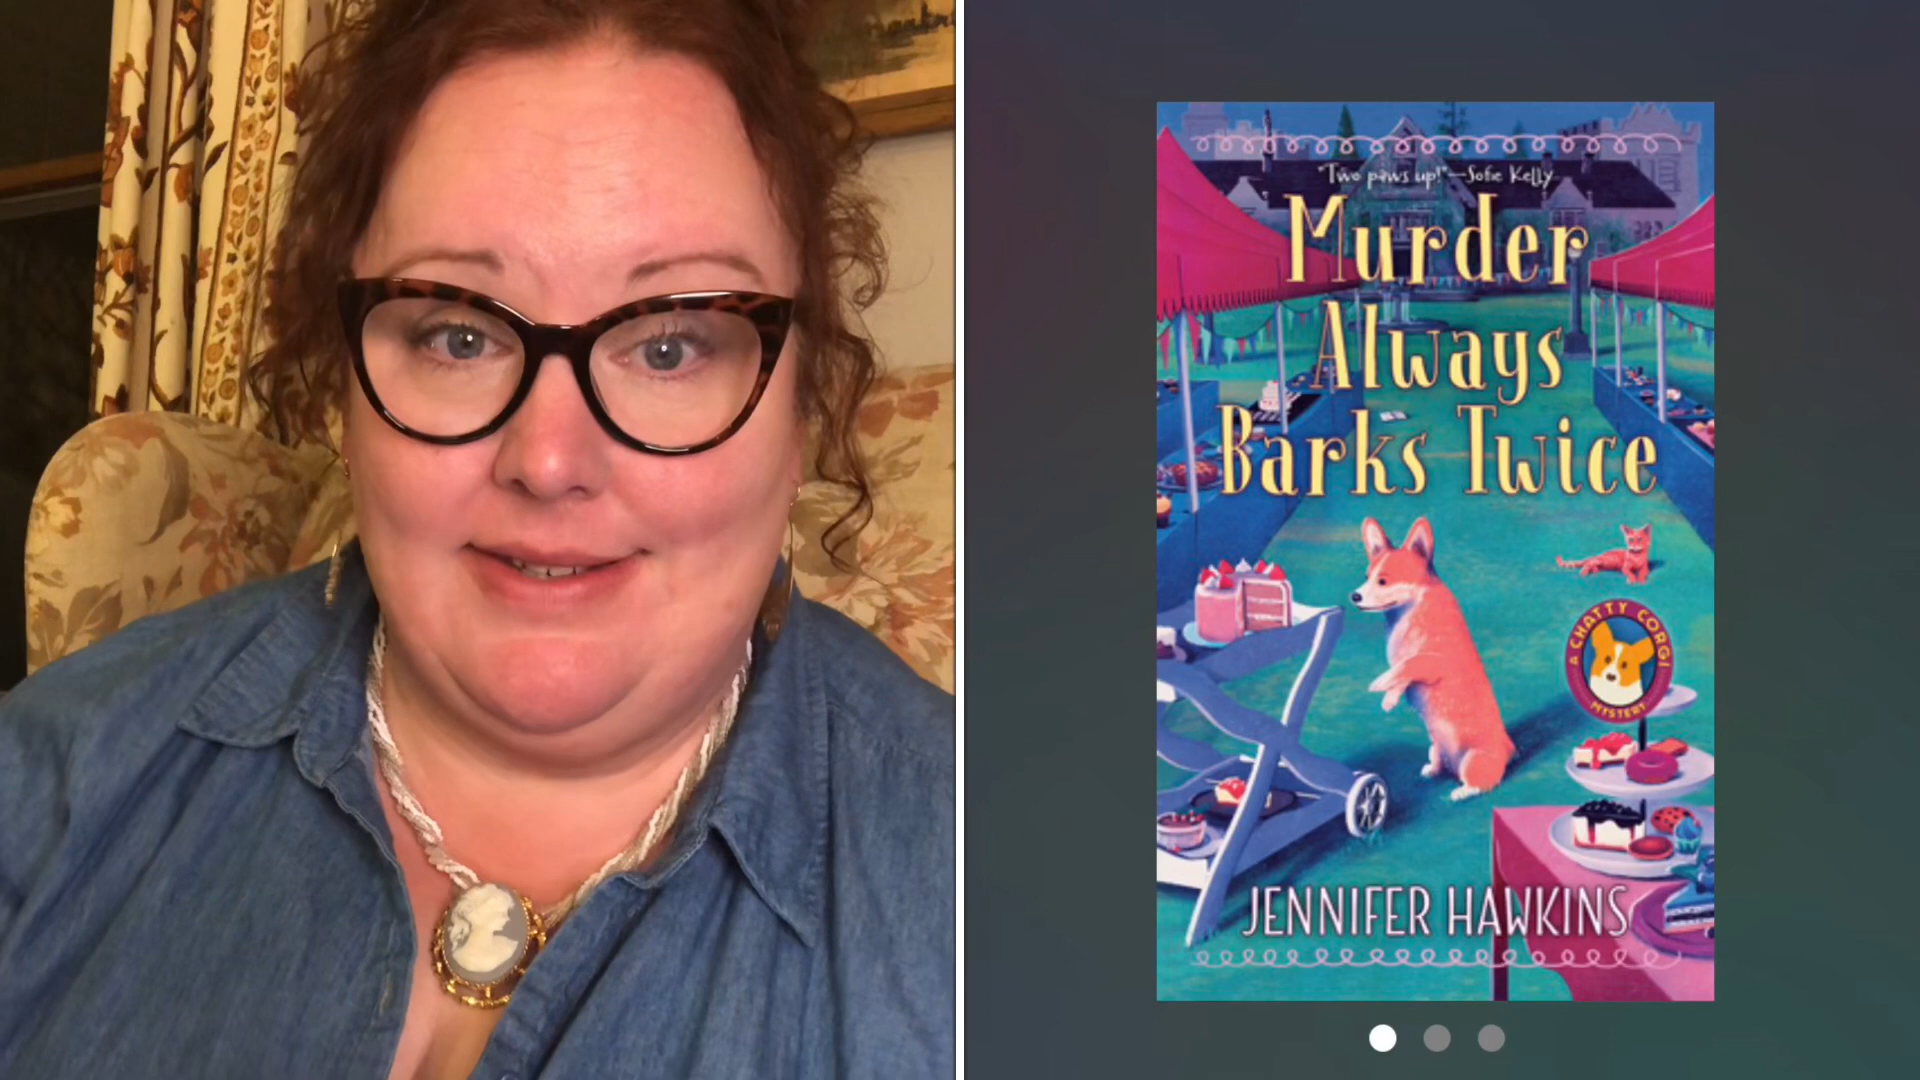 "Two paws up!"—Sofie Kelly
Murder
Always
Barks Twice
A CHATTY CORGI
MYSTERY
JENNIFER HAWKINS